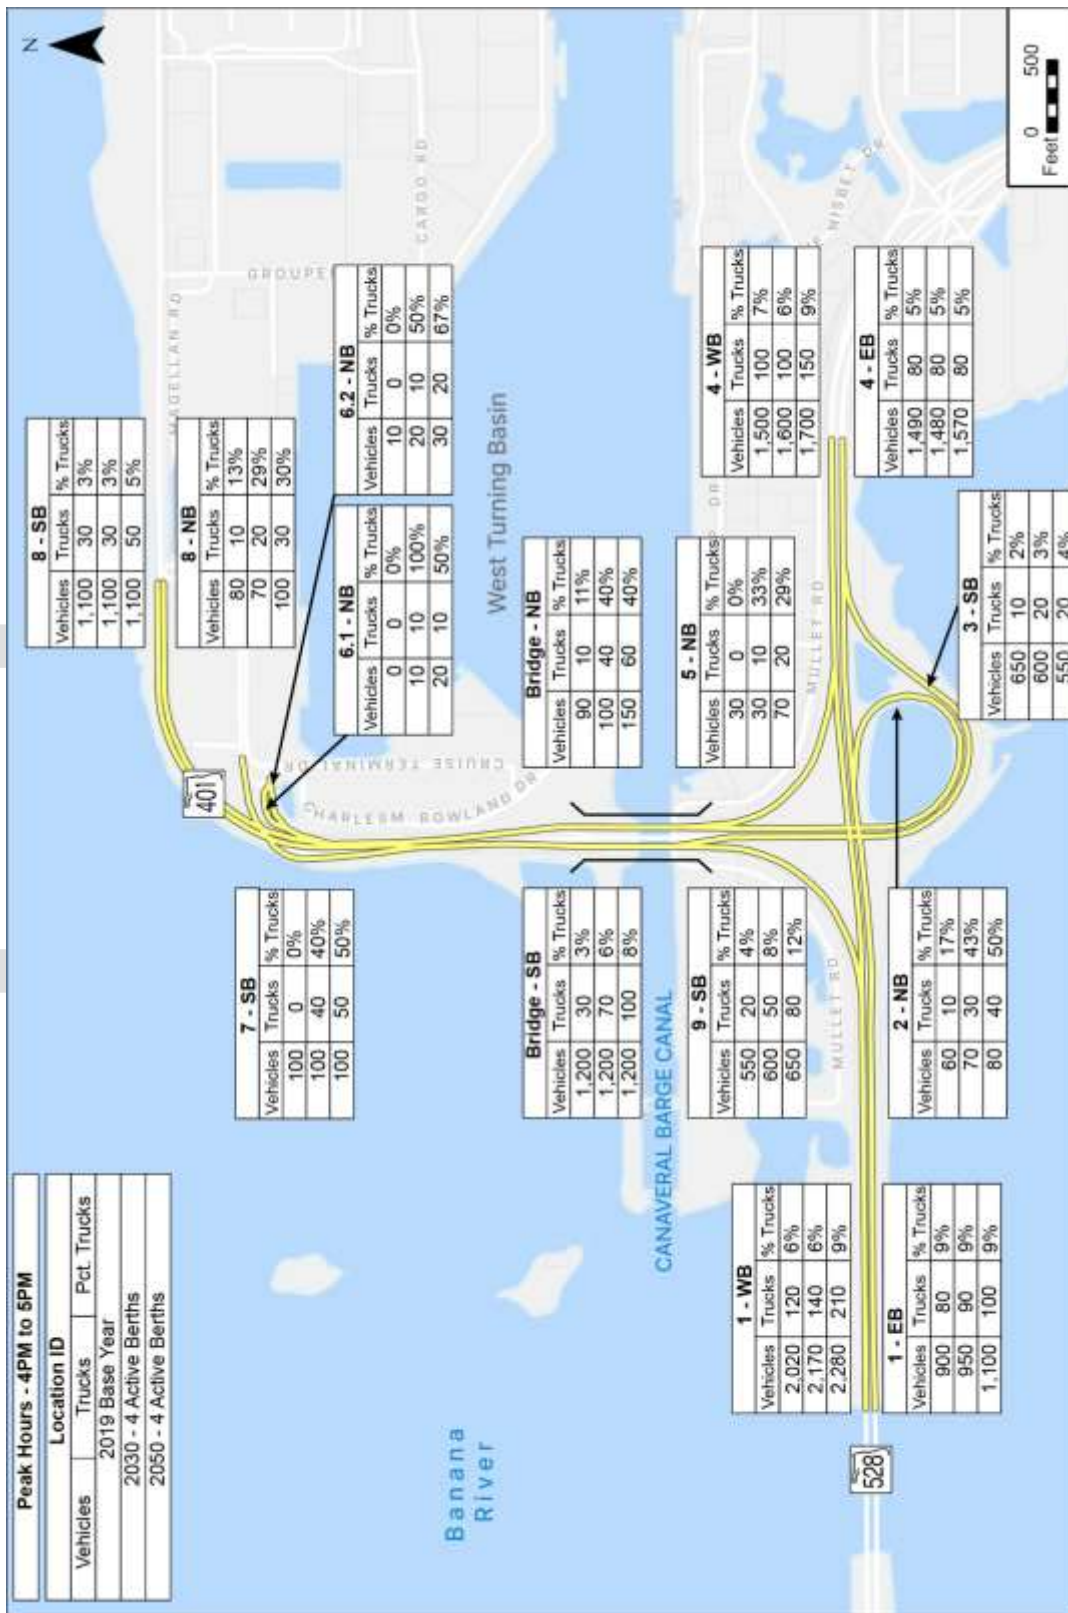 Peak Hours - 4PM to 5PM
Location ID
Vehicles Trucks Pct. Trucks
2019 Base Year
2030 - 4 Active Berths
2050 - 4 Active Berths
N
8 - SB
Vehicles Trucks % Trucks
1,100 30 3%
1,100 30 3%
1,100 50 5%
8 - NB
Vehicles Trucks % Trucks
80 10 13%
70 20 29%
100 30 30%
MAGELLAN RD
401
7 - SB
Vehicles Trucks % Trucks
100 0 0%
100 40 40%
100 50 50%
GROUPE
CARGO RD
6.2 - NB
Vehicles Trucks % Trucks
10 0 0%
20 10 50%
30 20 67%
6.1 - NB
Vehicles Trucks % Trucks
0 0 0%
10 10 100%
20 10 50%
CRUISE TERMINAL DR
CHARLESM ROWLAND DR
West Turning Basin
Banana
River
Bridge - SB
Vehicles Trucks % Trucks
1,200 30 3%
1,200 70 6%
1,200 100 8%
Bridge - NB
Vehicles Trucks % Trucks
90 10 11%
100 40 40%
150 60 40%
CANAVERAL BARGE CANAL
9 - SB
Vehicles Trucks % Trucks
550 20 4%
600 50 8%
650 80 12%
5 - NB
Vehicles Trucks % Trucks
30 0 0%
30 10 33%
70 20 29%
DR
4 - WB
Vehicles Trucks % Trucks
1,500 100 7%
1,600 100 6%
1,700 150 9%
NISBET DR
MULLET RD
MULLET RD
1 - WB
Vehicles Trucks % Trucks
2,020 120 6%
2,170 140 6%
2,280 210 9%
528
1 - EB
Vehicles Trucks % Trucks
900 80 9%
950 90 9%
1,100 100 9%
2 - NB
Vehicles Trucks % Trucks
60 10 17%
70 30 43%
80 40 50%
4 - EB
Vehicles Trucks % Trucks
1,490 80 5%
1,480 80 5%
1,570 80 5%
3 - SB
Vehicles Trucks % Trucks
650 10 2%
600 20 3%
550 20 4%
0 500
Feet